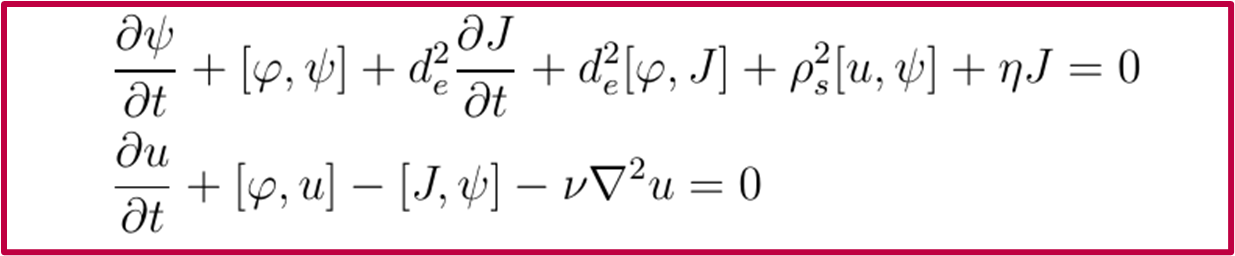 ∂ψ/∂t + [φ, ψ] + d_e^2 ∂J/∂t + d_e^2[φ, J] + ρ_s^2[u, ψ] + ηJ = 0
∂u/∂t + [φ, u] − [J, ψ] − ν∇^2u = 0